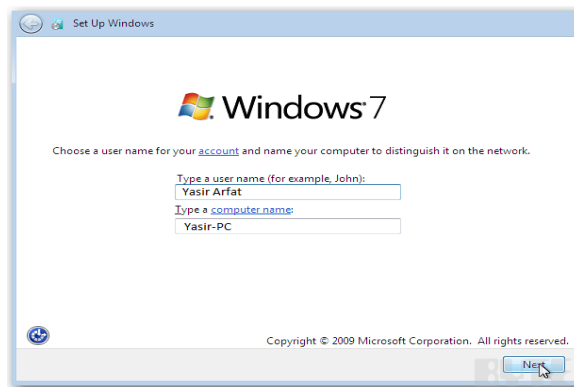 Set Up Windows
Windows 7
Choose a user name for your account and name your computer to distinguish it on the network.
Type a user name (for example, John):
Yasir Arfat
Type a computer name:
Yasir-PC
Copyright © 2009 Microsoft Corporation. All rights reserved.
Next